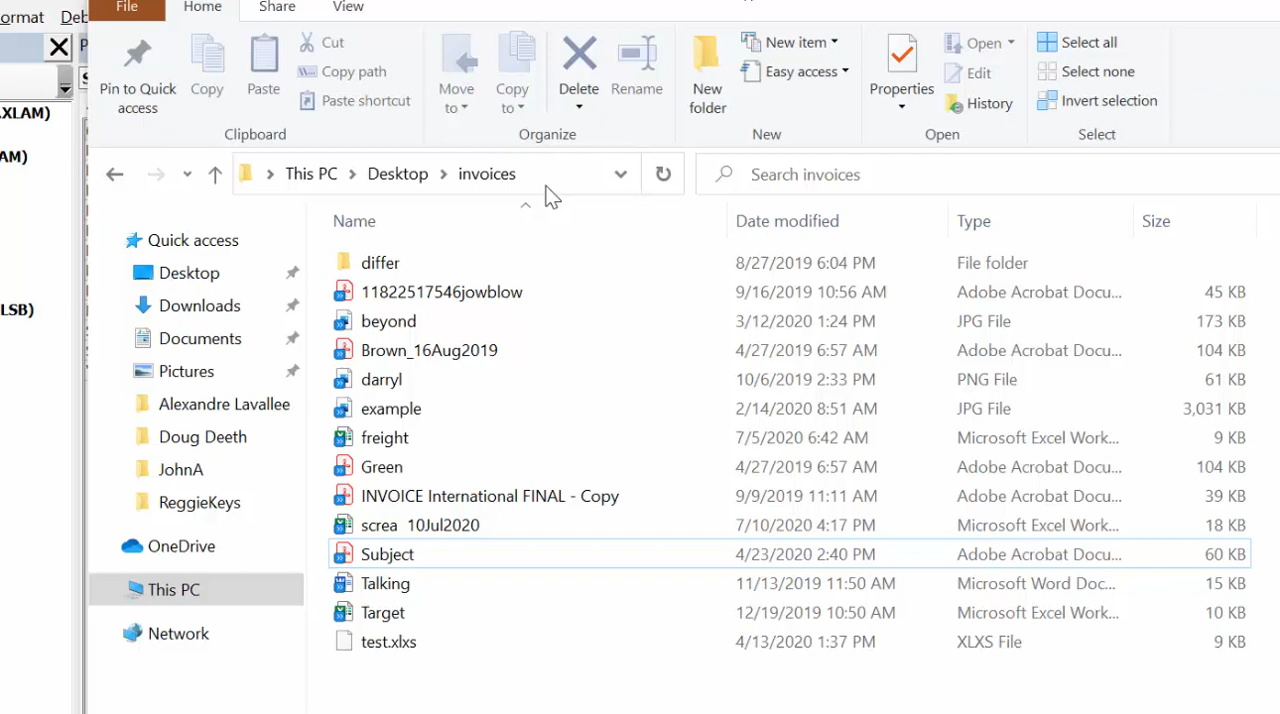 ormat Deb
File Home Share View
XLAM)
AM)
LSB)
Pin to Quick access
Copy
Paste
Cut
Copy path
Paste shortcut
Clipboard
Move to
Copy to
Delete
Rename
Organize
New folder
New item
Easy access
New
Properties
Open
Edit
History
Open
Select all
Select none
Invert selection
Select
This PC > Desktop > invoices
Search invoices
Name Date modified Type Size
Quick access
Desktop
Downloads
Documents
Pictures
Alexandre Lavallee
Doug Deeth
JohnA
ReggieKeys
OneDrive
This PC
Network
differ 8/27/2019 6:04 PM File folder
11822517546jowblow 9/16/2019 10:56 AM Adobe Acrobat Docu... 45 KB
beyond 3/12/2020 1:24 PM JPG File 173 KB
Brown_16Aug2019 4/27/2019 6:57 AM Adobe Acrobat Docu... 104 KB
darryl 10/6/2019 2:33 PM PNG File 61 KB
example 2/14/2020 8:51 AM JPG File 3,031 KB
freight 7/5/2020 6:42 AM Microsoft Excel Work... 9 KB
Green 4/27/2019 6:57 AM Adobe Acrobat Docu... 104 KB
INVOICE International FINAL - Copy 9/9/2019 11:11 AM Adobe Acrobat Docu... 39 KB
screa 10Jul2020 7/10/2020 4:17 PM Microsoft Excel Work... 18 KB
Subject 4/23/2020 2:40 PM Adobe Acrobat Docu... 60 KB
Talking 11/13/2019 11:50 AM Microsoft Word Doc... 15 KB
Target 12/19/2019 10:50 AM Microsoft Excel Work... 10 KB
test.xlxs 4/13/2020 1:37 PM XLXS File 9 KB